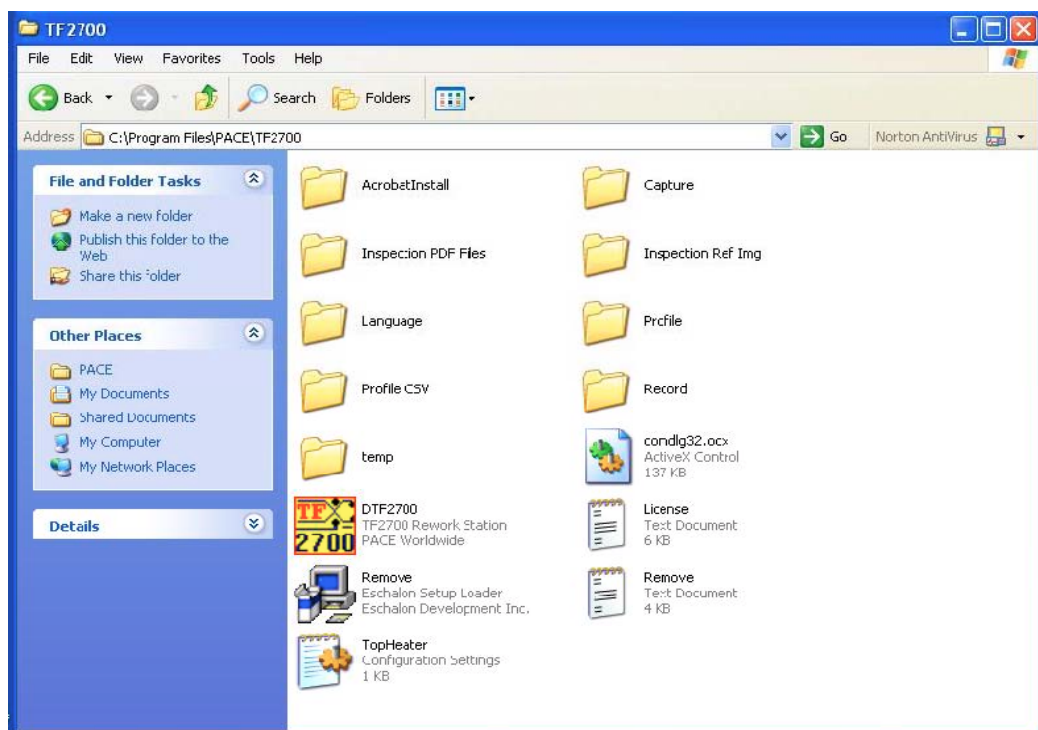 TF2700
File Edit View Favorites Tools Help
Back Search Folders
Address C:\Program Files\PACE\TF2700 Go Norton AntiVirus
File and Folder Tasks
Make a new folder
Publish this folder to the
Web
Share this folder
Other Places
PACE
My Documents
Shared Documents
My Computer
My Network Places
Details
AcrobatInstall
Capture
Inspection PDF Files
Inspection Ref Img
Language
Profile
Profile CSV
Record
temp
comdlg32.ocx
ActiveX Control
137 KB
TF
2700
DTF2700
TF2700 Rework Station
PACE Worldwide
License
Text Document
6 KB
Remove
Eschalon Setup Loader
Eschalon Development Inc.
Remove
Text Document
4 KB
TopHeater
Configuration Settings
1 KB